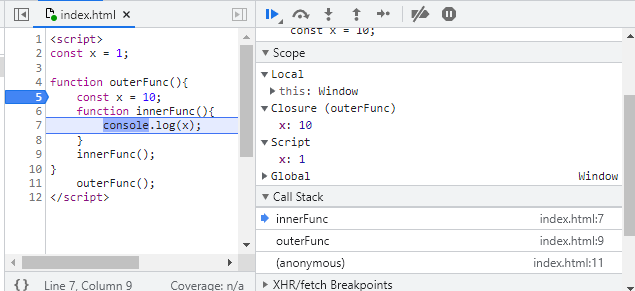 index.html ×
1 <script>
2 const x = 1;
3
4 function outerFunc(){
5 const x = 10;
6 function innerFunc(){
7 console.log(x);
8 }
9 innerFunc();
10 }
11 outerFunc();
12 </script>
{} Line 7, Column 9 Coverage: n/a
const x = 10;
Scope
Local
this: Window
Closure (outerFunc)
x: 10
Script
x: 1
Global Window
Call Stack
innerFunc index.html:7
outerFunc index.html:9
(anonymous) index.html:11
XHR/fetch Breakpoints